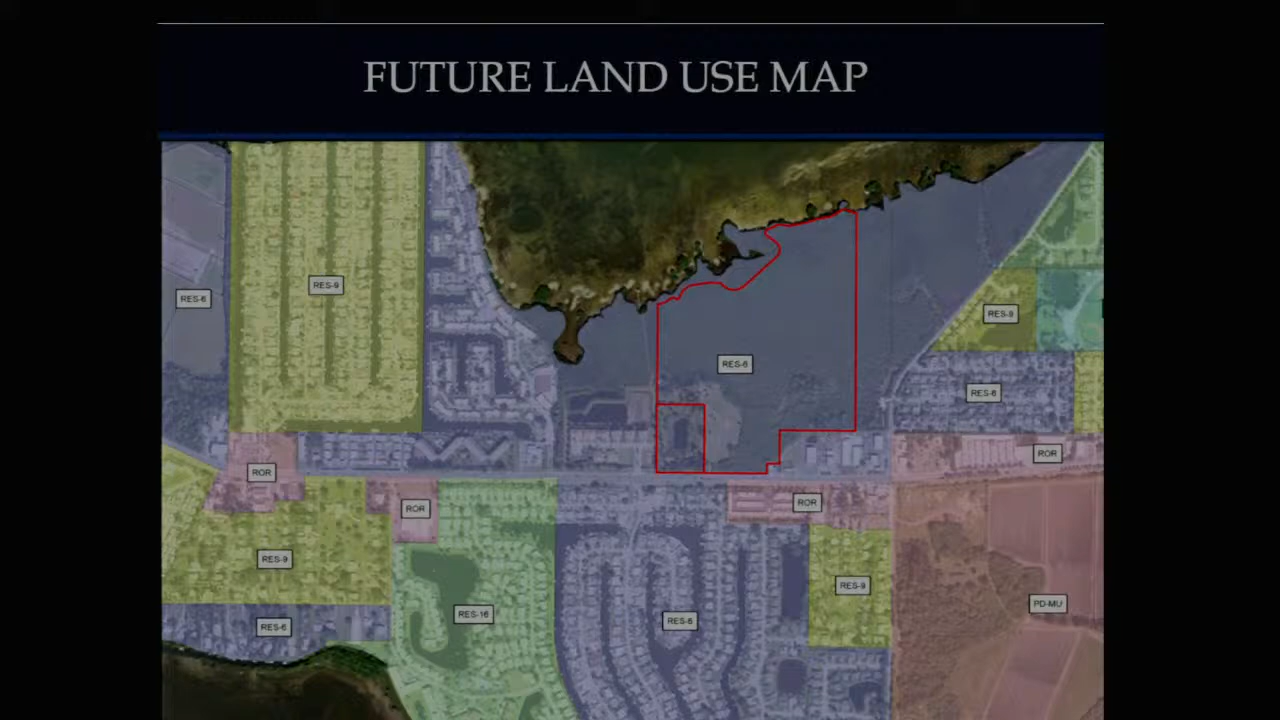 FUTURE LAND USE MAP
RES-9
RES-6
RES-9
RES-6
RES-6
ROR
ROR
ROR
ROR
RES-9
RES-9
PD-MU
RES-16
RES-6
RES-6